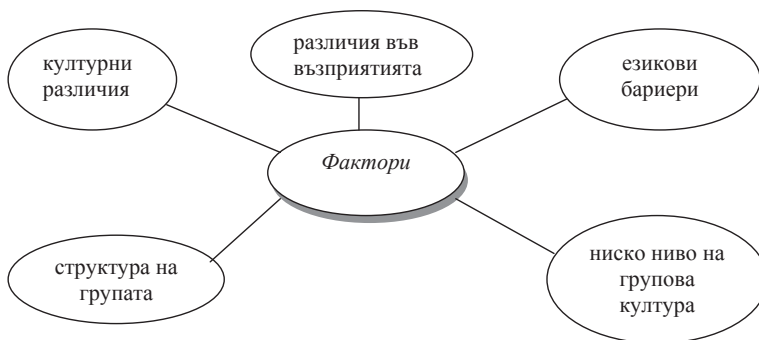 културни
различия
различия във
възприятията
езикови
бариери
Фактори
структура на
групата
ниско ниво на
групова
култура